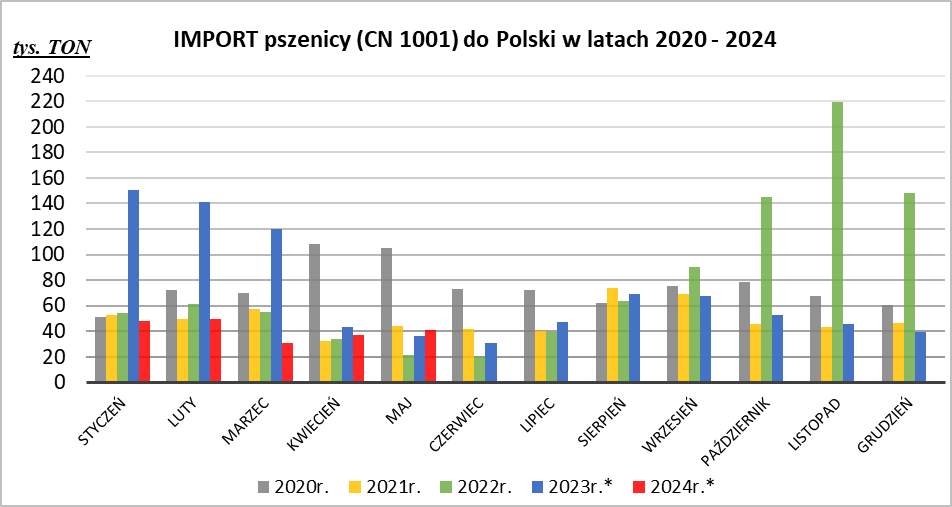 IMPORT pszenicy (CN 1001) do Polski w latach 2020 - 2024
tys. TON
240
220
200
180
160
140
120
100
80
60
40
20
0
STYCZEŃ
LUTY
MARZEC
KWIECIEŃ
MAJ
CZERWIEC
LIPIEC
SIERPIEŃ
WRZESIEŃ
PAŹDZIERNIK
LISTOPAD
GRUDZIEŃ
2020r. 2021r. 2022r. 2023r.* 2024r.*